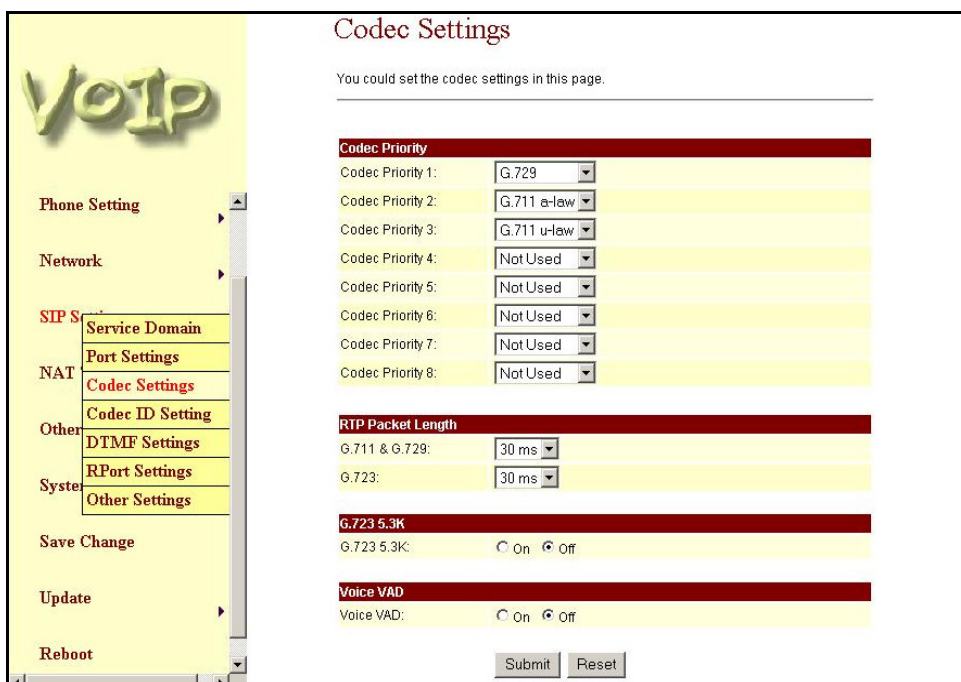 VoIP
Phone Setting
Network
SIP S
Service Domain
Port Settings
NAT
Codec Settings
Codec ID Setting
Other
DTMF Settings
RPort Settings
System
Other Settings
Save Change
Update
Reboot
Codec Settings
You could set the codec settings in this page.
Codec Priority
Codec Priority 1: G.729
Codec Priority 2: G.711 a-law
Codec Priority 3: G.711 u-law
Codec Priority 4: Not Used
Codec Priority 5: Not Used
Codec Priority 6: Not Used
Codec Priority 7: Not Used
Codec Priority 8: Not Used
RTP Packet Length
G.711 & G.729: 30 ms
G.723: 30 ms
G.723 5.3K
G.723 5.3K: On Off
Voice VAD
Voice VAD: On Off
Submit Reset